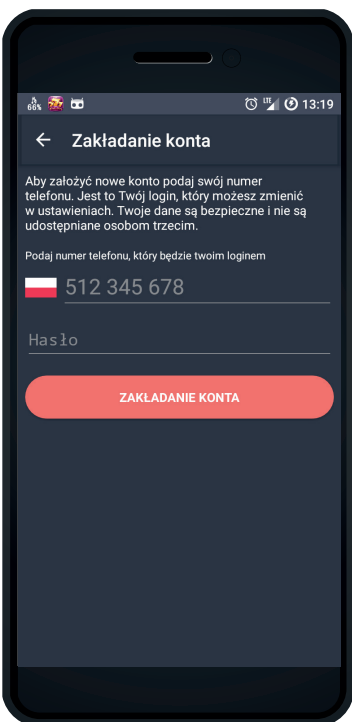 66%
LTE
13:19
Zakładanie konta
Aby założyć nowe konto podaj swój numer
telefonu. Jest to Twój login, który możesz zmienić
w ustawieniach. Twoje dane są bezpieczne i nie są
udostępniane osobom trzecim.
Podaj numer telefonu, który będzie twoim loginem
512 345 678
Hasło
ZAKŁADANIE KONTA